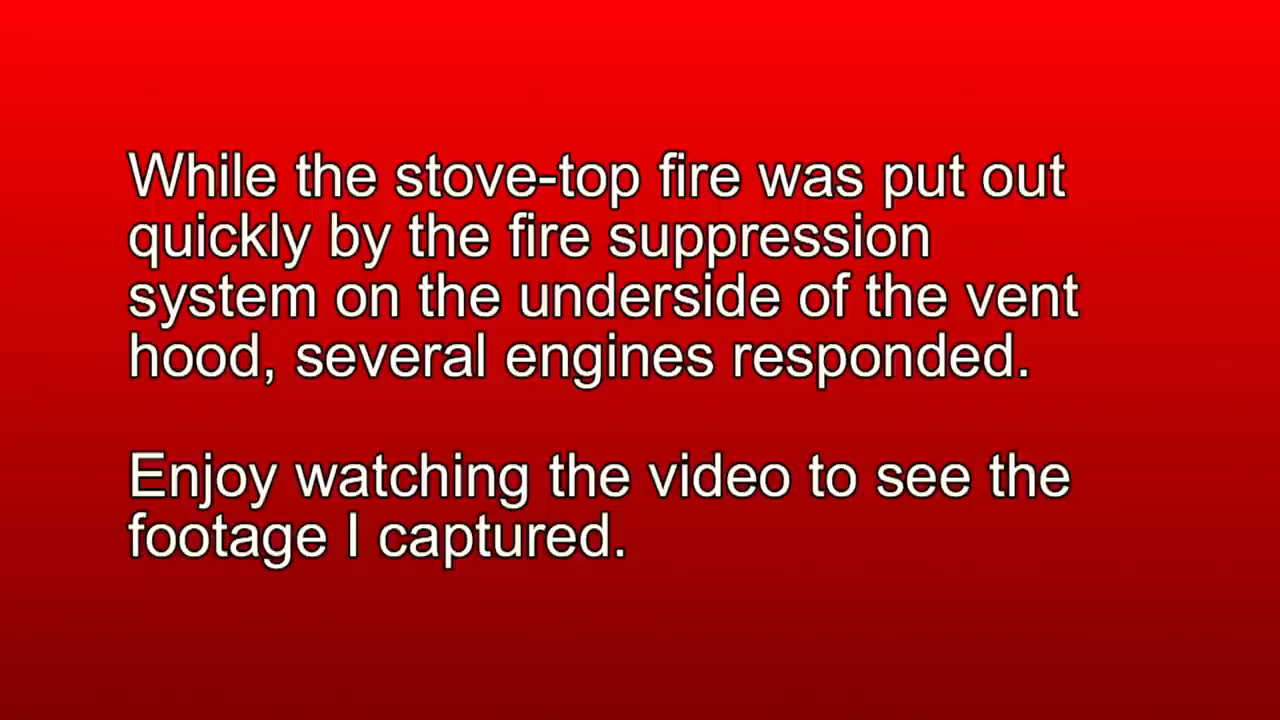 While the stove-top fire was put out
quickly by the fire suppression
system on the underside of the vent
hood, several engines responded.
Enjoy watching the video to see the
footage I captured.